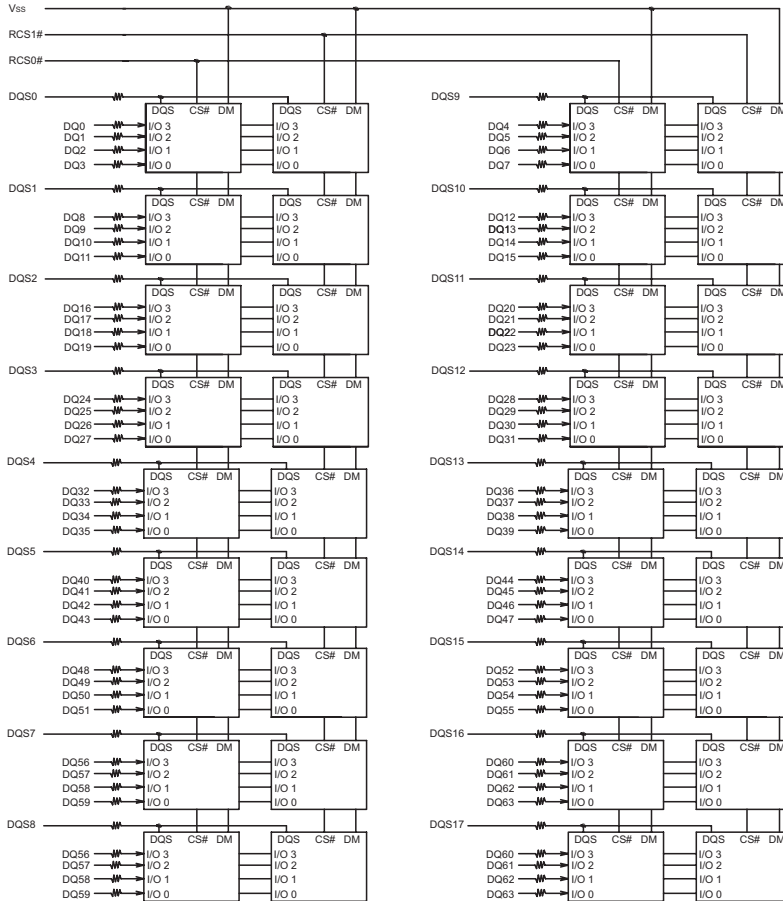 Vss
RCS1#
RCS0#
DQS0
DQS CS# DM DQS CS# DM
DQ0 I/O 3 I/O 3
DQ1 I/O 2 I/O 2
DQ2 I/O 1 I/O 1
DQ3 I/O 0 I/O 0
DQS1
DQS CS# DM DQS CS# DM
DQ8 I/O 3 I/O 3
DQ9 I/O 2 I/O 2
DQ10 I/O 1 I/O 1
DQ11 I/O 0 I/O 0
DQS2
DQS CS# DM DQS CS# DM
DQ16 I/O 3 I/O 3
DQ17 I/O 2 I/O 2
DQ18 I/O 1 I/O 1
DQ19 I/O 0 I/O 0
DQS3
DQS CS# DM DQS CS# DM
DQ24 I/O 3 I/O 3
DQ25 I/O 2 I/O 2
DQ26 I/O 1 I/O 1
DQ27 I/O 0 I/O 0
DQS4
DQS CS# DM DQS CS# DM
DQ32 I/O 3 I/O 3
DQ33 I/O 2 I/O 2
DQ34 I/O 1 I/O 1
DQ35 I/O 0 I/O 0
DQS5
DQS CS# DM DQS CS# DM
DQ40 I/O 3 I/O 3
DQ41 I/O 2 I/O 2
DQ42 I/O 1 I/O 1
DQ43 I/O 0 I/O 0
DQS6
DQS CS# DM DQS CS# DM
DQ48 I/O 3 I/O 3
DQ49 I/O 2 I/O 2
DQ50 I/O 1 I/O 1
DQ51 I/O 0 I/O 0
DQS7
DQS CS# DM DQS CS# DM
DQ56 I/O 3 I/O 3
DQ57 I/O 2 I/O 2
DQ58 I/O 1 I/O 1
DQ59 I/O 0 I/O 0
DQS8
DQS CS# DM DQS CS# DM
DQ56 I/O 3 I/O 3
DQ57 I/O 2 I/O 2
DQ58 I/O 1 I/O 1
DQ59 I/O 0 I/O 0
DQS9
DQS CS# DM DQS CS# DM
DQ4 I/O 3 I/O 3
DQ5 I/O 2 I/O 2
DQ6 I/O 1 I/O 1
DQ7 I/O 0 I/O 0
DQS10
DQS CS# DM DQS CS# DM
DQ12 I/O 3 I/O 3
DQ13 I/O 2 I/O 2
DQ14 I/O 1 I/O 1
DQ15 I/O 0 I/O 0
DQS11
DQS CS# DM DQS CS# DM
DQ20 I/O 3 I/O 3
DQ21 I/O 2 I/O 2
DQ22 I/O 1 I/O 1
DQ23 I/O 0 I/O 0
DQS12
DQS CS# DM DQS CS# DM
DQ28 I/O 3 I/O 3
DQ29 I/O 2 I/O 2
DQ30 I/O 1 I/O 1
DQ31 I/O 0 I/O 0
DQS13
DQS CS# DM DQS CS# DM
DQ36 I/O 3 I/O 3
DQ37 I/O 2 I/O 2
DQ38 I/O 1 I/O 1
DQ39 I/O 0 I/O 0
DQS14
DQS CS# DM DQS CS# DM
DQ44 I/O 3 I/O 3
DQ45 I/O 2 I/O 2
DQ46 I/O 1 I/O 1
DQ47 I/O 0 I/O 0
DQS15
DQS CS# DM DQS CS# DM
DQ52 I/O 3 I/O 3
DQ53 I/O 2 I/O 2
DQ54 I/O 1 I/O 1
DQ55 I/O 0 I/O 0
DQS16
DQS CS# DM DQS CS# DM
DQ60 I/O 3 I/O 3
DQ61 I/O 2 I/O 2
DQ62 I/O 1 I/O 1
DQ63 I/O 0 I/O 0
DQS17
DQS CS# DM DQS CS# DM
DQ60 I/O 3 I/O 3
DQ61 I/O 2 I/O 2
DQ62 I/O 1 I/O 1
DQ63 I/O 0 I/O 0